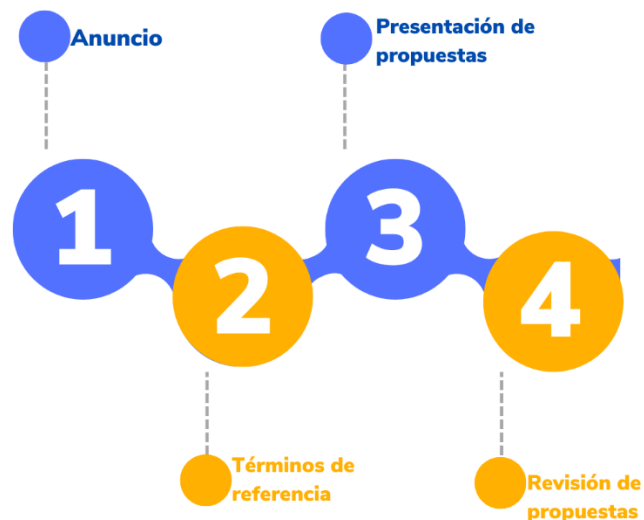 Anuncio
Presentación de
propuestas
1
2
3
4
Términos de
referencia
Revisión de
propuestas